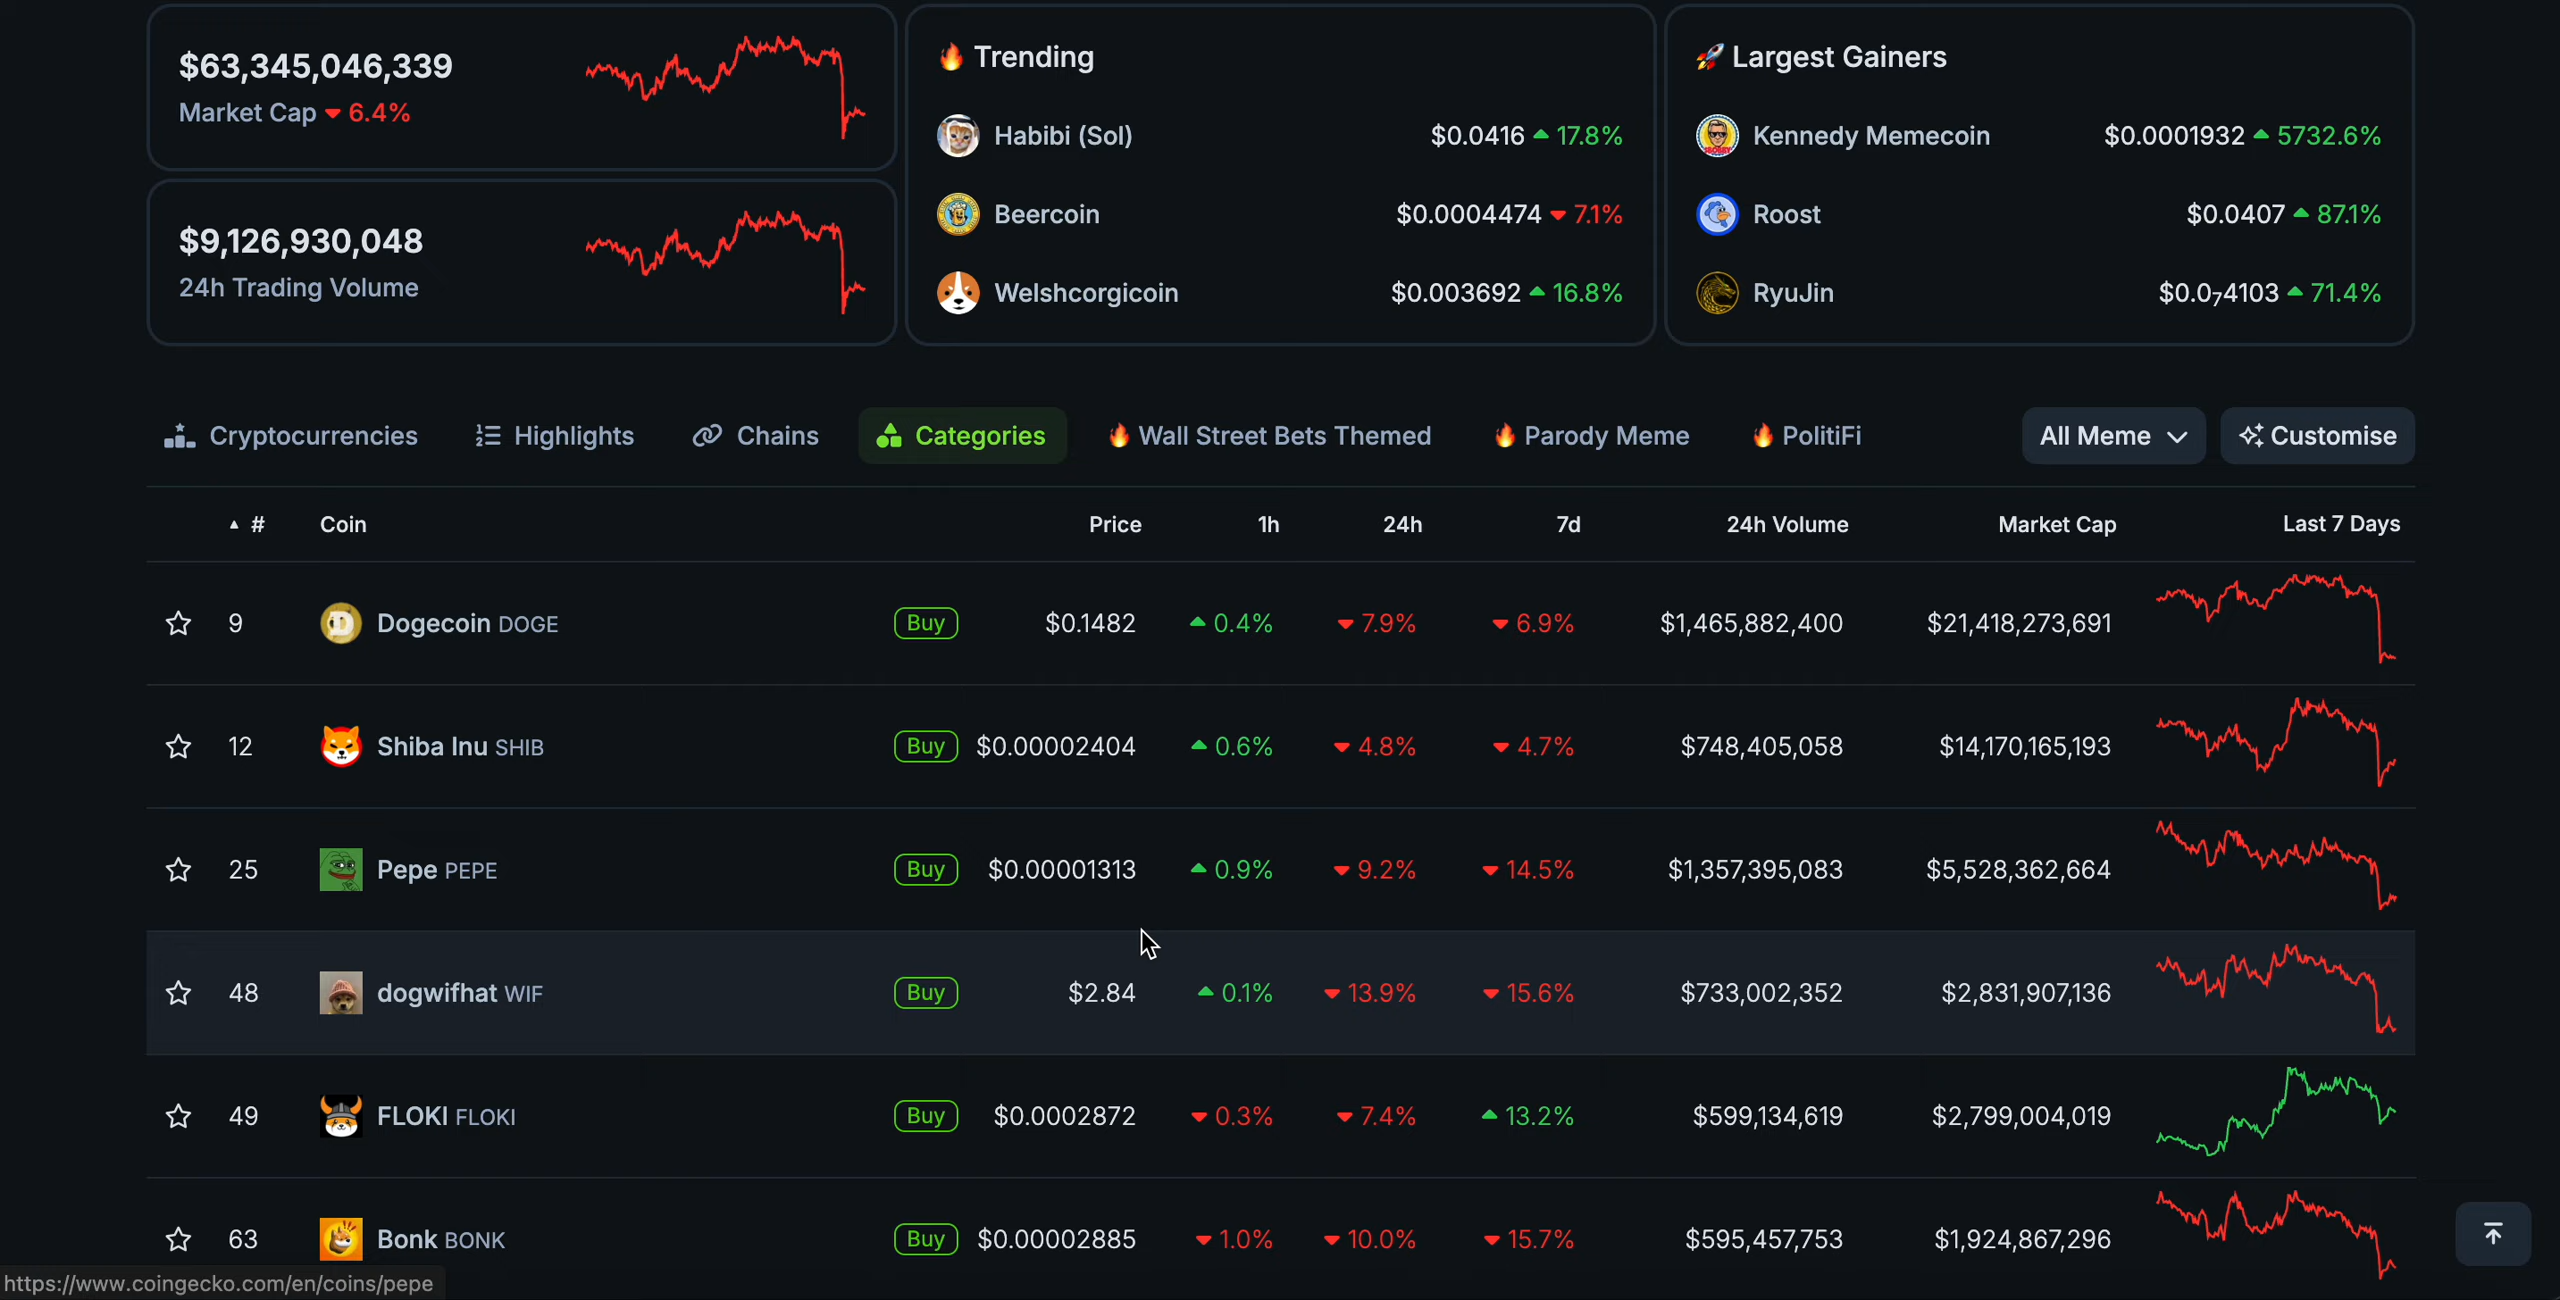 $63,345,046,339
Market Cap 6.4%
$9,126,930,048
24h Trading Volume
🔥 Trending
Habibi (Sol) $0.0416 17.8%
Beercoin $0.0004474 7.1%
Welshcorgicoin $0.003692 16.8%
🚀 Largest Gainers
Kennedy Memecoin $0.0001932 5732.6%
Roost $0.0407 87.1%
RyuJin $0.0₇4103 71.4%
Cryptocurrencies Highlights Chains Categories 🔥 Wall Street Bets Themed 🔥 Parody Meme 🔥 PolitiFi All Meme Customise
# Coin Price 1h 24h 7d 24h Volume Market Cap Last 7 Days
9 Dogecoin DOGE Buy $0.1482 0.4% 7.9% 6.9% $1,465,882,400 $21,418,273,691
12 Shiba Inu SHIB Buy $0.00002404 0.6% 4.8% 4.7% $748,405,058 $14,170,165,193
25 Pepe PEPE Buy $0.00001313 0.9% 9.2% 14.5% $1,357,395,083 $5,528,362,664
48 dogwifhat WIF Buy $2.84 0.1% 13.9% 15.6% $733,002,352 $2,831,907,136
49 FLOKI FLOKI Buy $0.0002872 0.3% 7.4% 13.2% $599,134,619 $2,799,004,019
63 Bonk BONK Buy $0.00002885 1.0% 10.0% 15.7% $595,457,753 $1,924,867,296
https://www.coingecko.com/en/coins/pepe